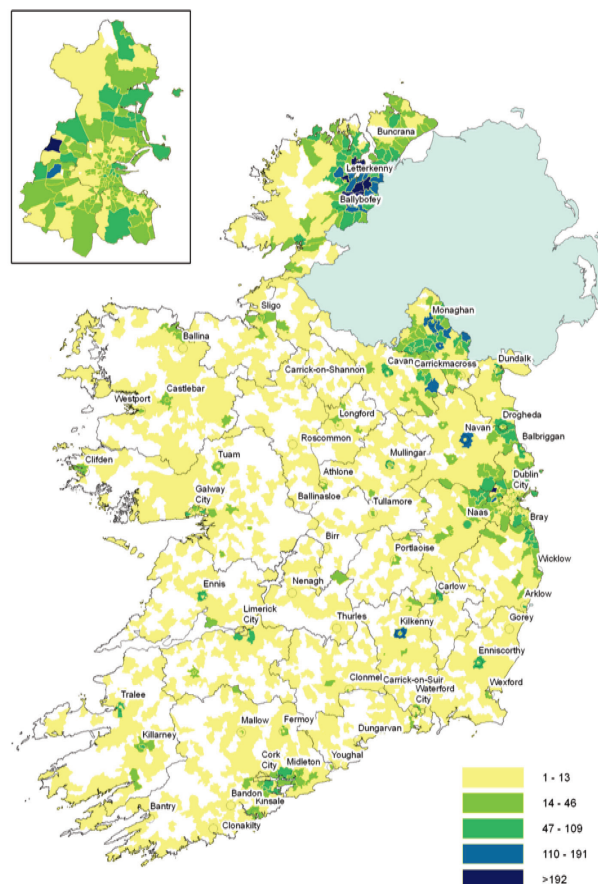 Buncrana
Letterkenny
Ballybofey
Monaghan
Sligo
Ballina
Cavan
Carrickmacross
Dundalk
Carrick-on-Shannon
Castlebar
Westport
Longford
Drogheda
Navan
Balbriggan
Roscommon
Mullingar
Clifden
Tuam
Athlone
Dublin
City
Galway
City
Ballinasloe
Tullamore
Naas
Bray
Birr
Portlaoise
Wicklow
Ennis
Nenagh
Carlow
Arklow
Limerick
City
Thurles
Kilkenny
Gorey
Enniscorthy
Clonmel
Carrick-on-Suir
Wexford
Waterford
City
Tralee
Mallow
Fermoy
Dungarvan
Killarney
Cork
City
Midleton
Youghal
Bandon
Bantry
Kinsale
Clonakilty
1 - 13
14 - 46
47 - 109
110 - 191
>192